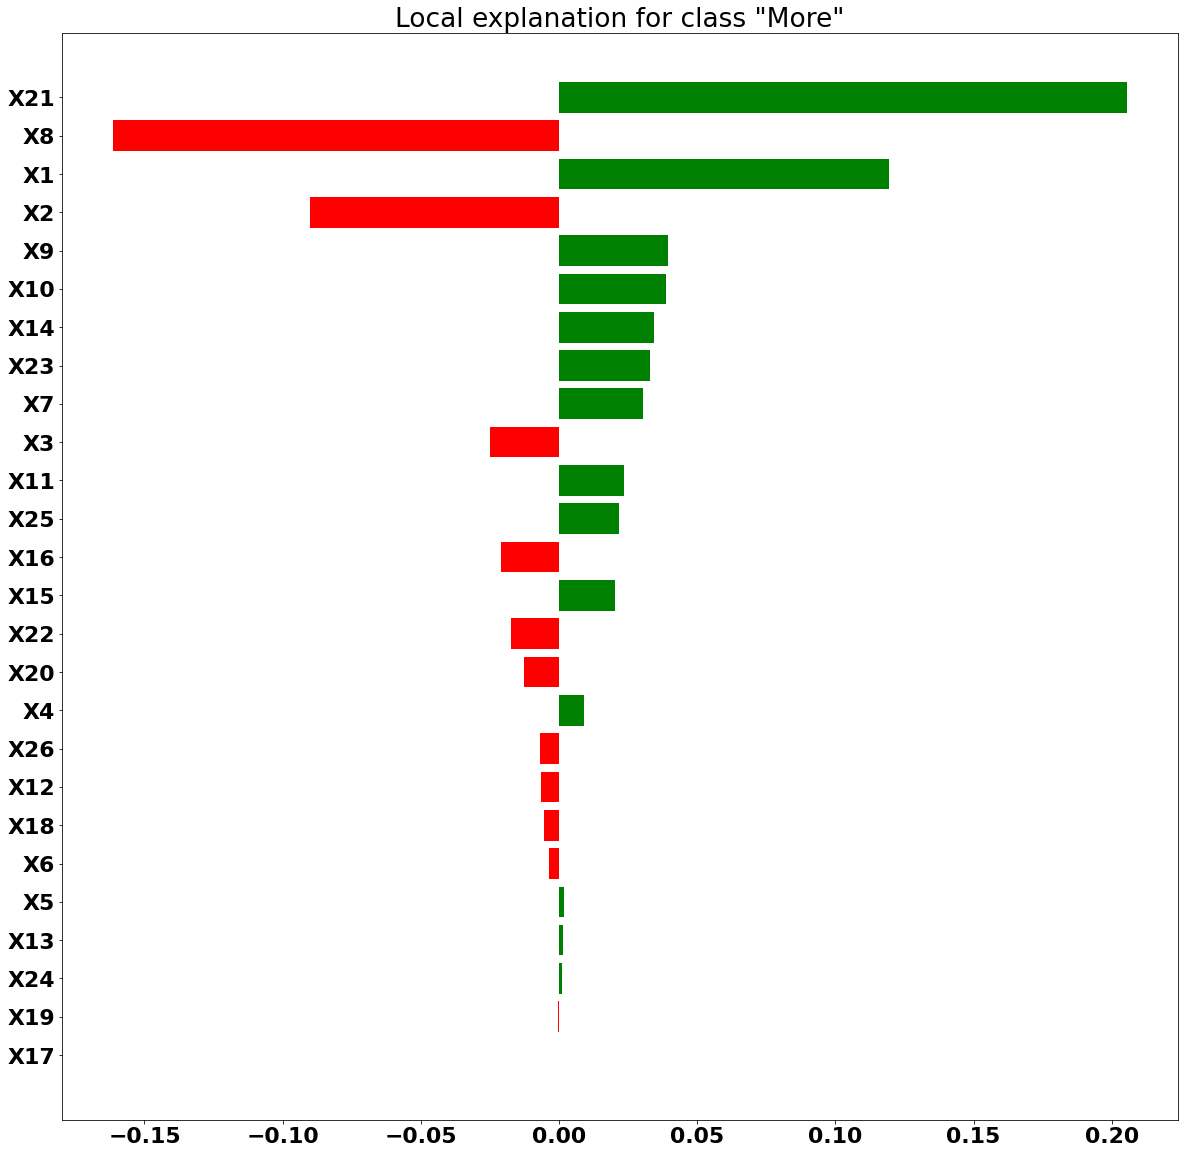 Local explanation for class "More"
X21
X8
X1
X2
X9
X10
X14
X23
X7
X3
X11
X25
X16
X15
X22
X20
X4
X26
X12
X18
X6
X5
X13
X24
X19
X17
−0.15 −0.10 −0.05 0.00 0.05 0.10 0.15 0.20